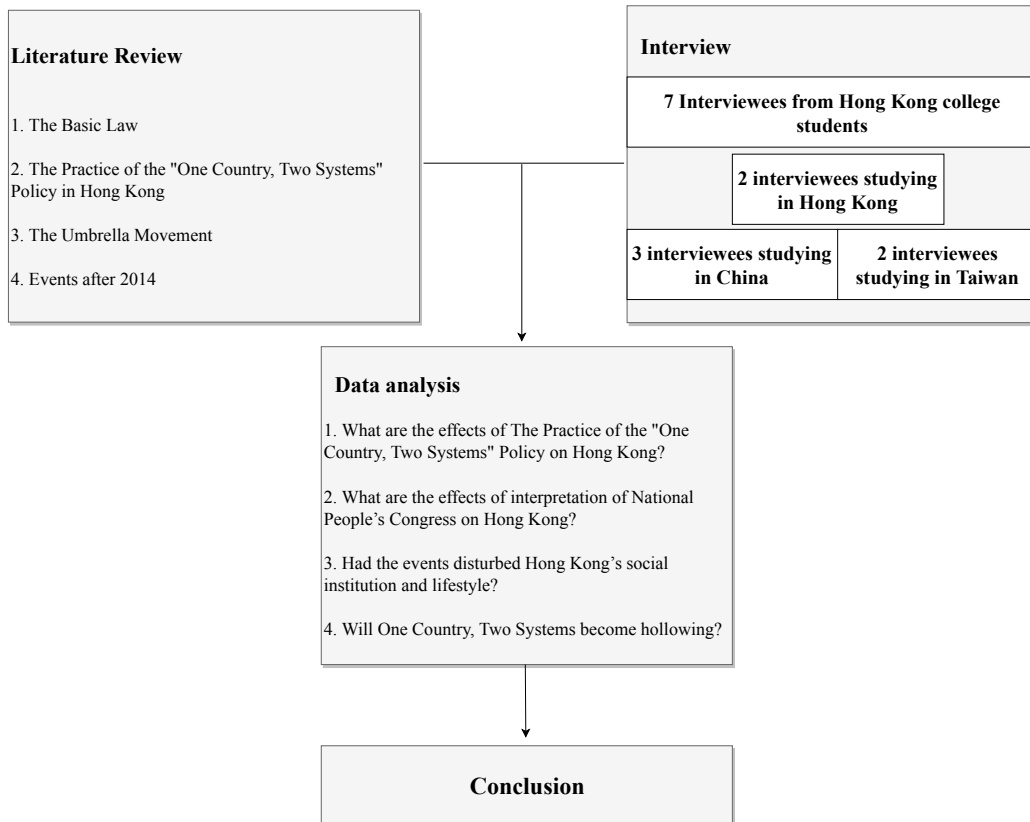 Literature Review
1. The Basic Law
2. The Practice of the "One Country, Two Systems"
Policy in Hong Kong
3. The Umbrella Movement
4. Events after 2014
Interview
7 Interviewees from Hong Kong college
students
2 interviewees studying
in Hong Kong
3 interviewees studying
in China
2 interviewees
studying in Taiwan
Data analysis
1. What are the effects of The Practice of the "One
Country, Two Systems" Policy on Hong Kong?
2. What are the effects of interpretation of National
People’s Congress on Hong Kong?
3. Had the events disturbed Hong Kong’s social
institution and lifestyle?
4. Will One Country, Two Systems become hollowing?
Conclusion